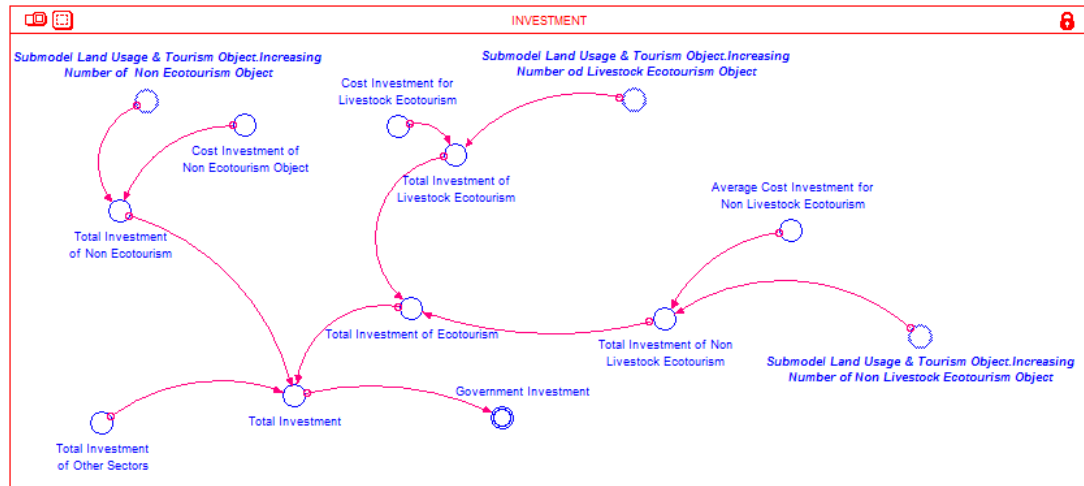 INVESTMENT
Submodel Land Usage & Tourism Object.Increasing
Number of Non Ecotourism Object
Cost Investment for
Livestock Ecotourism
Submodel Land Usage & Tourism Object.Increasing
Number od Livestock Ecotourism Object
Cost Investment of
Non Ecotourism Object
Total Investment of
Livestock Ecotourism
Average Cost Investment for
Non Livestock Ecotourism
Total Investment
of Non Ecotourism
Total Investment of Ecotourism
Total Investment of Non
Livestock Ecotourism
Submodel Land Usage & Tourism Object.Increasing
Number of Non Livestock Ecotourism Object
Government Investment
Total Investment
Total Investment
of Other Sectors